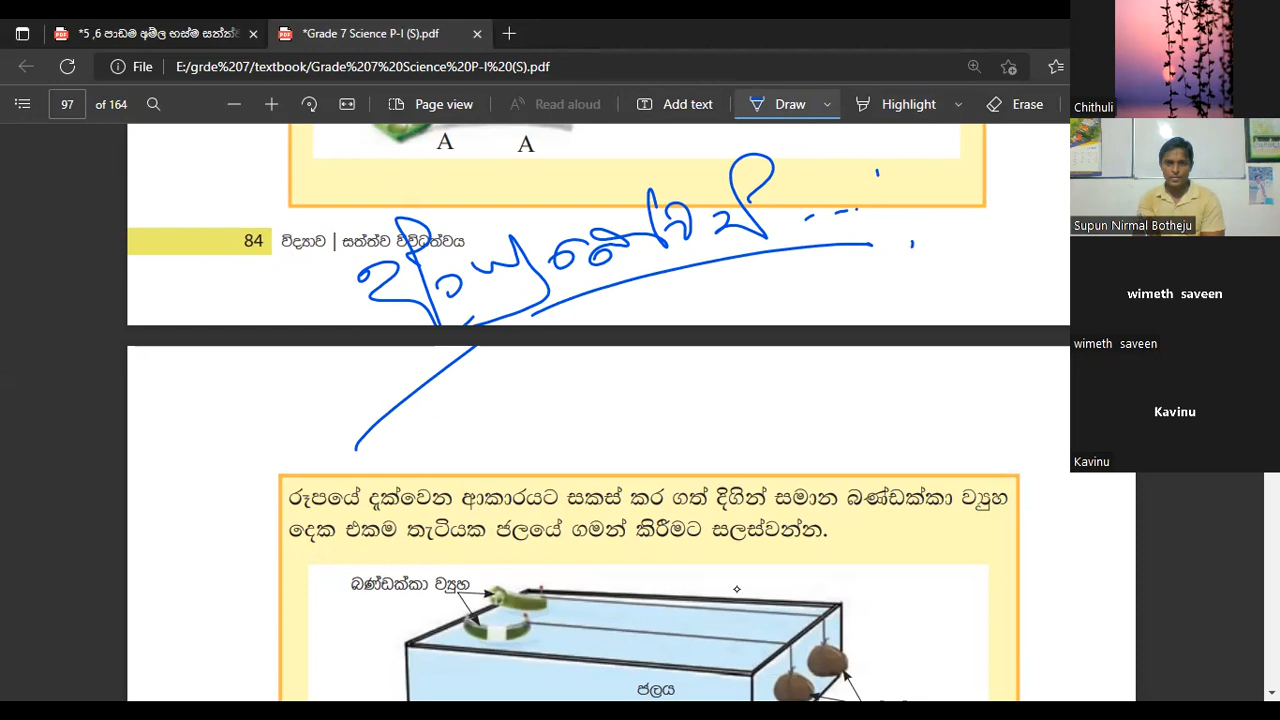 *5 ,6 පාඩම අම්ල භාස්ම සත්ත්ව
*Grade 7 Science P-I (S).pdf
File
E:/grde%207/textbook/Grade%207%20Science%20P-I%20(S).pdf
97 of 164
Page view
Read aloud
Add text
Draw
Highlight
Erase
A A
84 විද්‍යාව | සත්ත්ව විවිධත්වය
රූපයේ දැක්වෙන ආකාරයට සකස් කර ගත් දිගින් සමාන බණ්ඩක්කා ව්‍යුහ
දෙක එකම තැටියක ජලයේ ගමන් කිරීමට සලස්වන්න.
බණ්ඩක්කා ව්‍යුහ
ජලය
Chithuli
Supun Nirmal Botheju
wimeth saveen
wimeth saveen
Kavinu
Kavinu